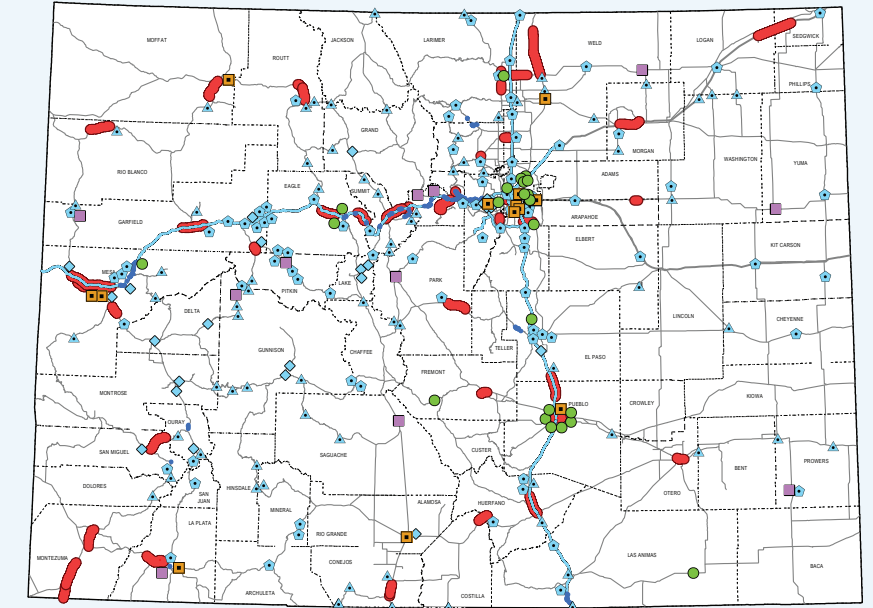 MOFFAT
ROUTT
JACKSON
LARIMER
WELD
LOGAN
SEDGWICK
PHILLIPS
GRAND
MORGAN
WASHINGTON
YUMA
RIO BLANCO
ADAMS
EAGLE
SUMMIT
GARFIELD
ARAPAHOE
ELBERT
KIT CARSON
MESA
PITKIN
LAKE
PARK
DELTA
LINCOLN
CHEYENNE
GUNNISON
CHAFFEE
TELLER
EL PASO
FREMONT
MONTROSE
KIOWA
CROWLEY
PUEBLO
OURAY
SAN MIGUEL
SAGUACHE
CUSTER
PROWERS
BENT
DOLORES
HINSDALE
OTERO
SAN
JUAN
MINERAL
ALAMOSA
HUERFANO
LA PLATA
RIO GRANDE
MONTEZUMA
CONEJOS
LAS ANIMAS
BACA
ARCHULETA
COSTILLA